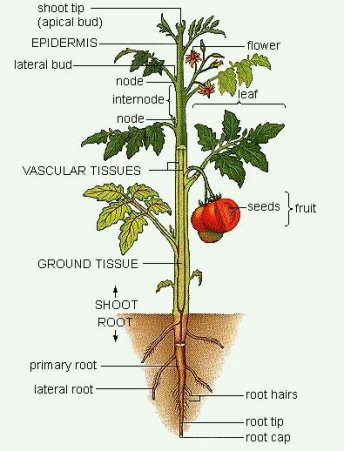 shoot tip
(apical bud)
EPIDERMIS
flower
lateral bud
node
leaf
internode
node
VASCULAR TISSUES
seeds
fruit
GROUND TISSUE
SHOOT
ROOT
primary root
lateral root
root hairs
root tip
root cap